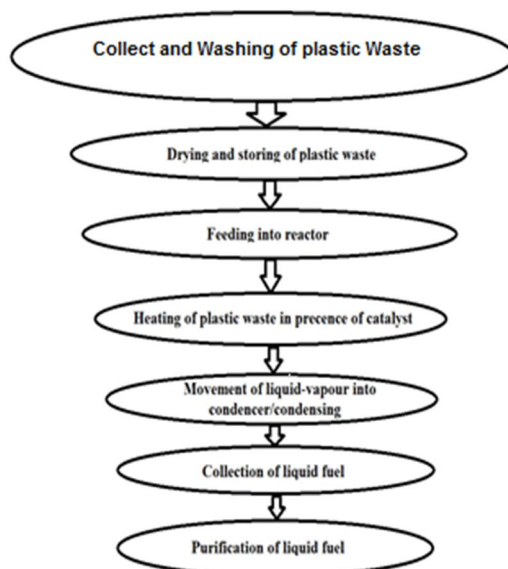 Collect and Washing of plastic Waste
Drying and storing of plastic waste
Feeding into reactor
Heating of plastic waste in precence of catalyst
Movement of liquid-vapour into
condencer/condensing
Collection of liquid fuel
Purification of liquid fuel